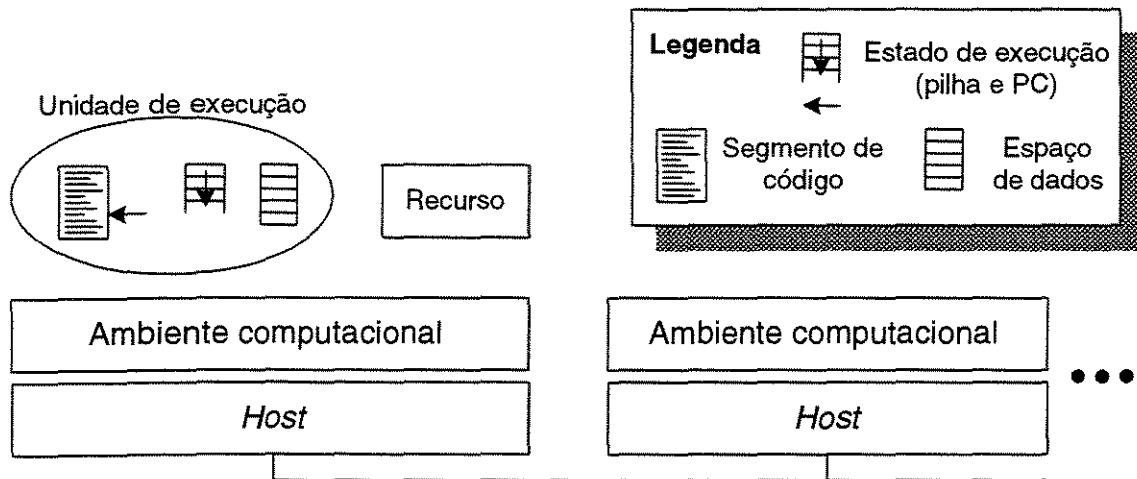 Legenda
Estado de execução
(pilha e PC)
Segmento de
código
Espaço
de dados
Unidade de execução
Recurso
Ambiente computacional
Ambiente computacional
Host
Host